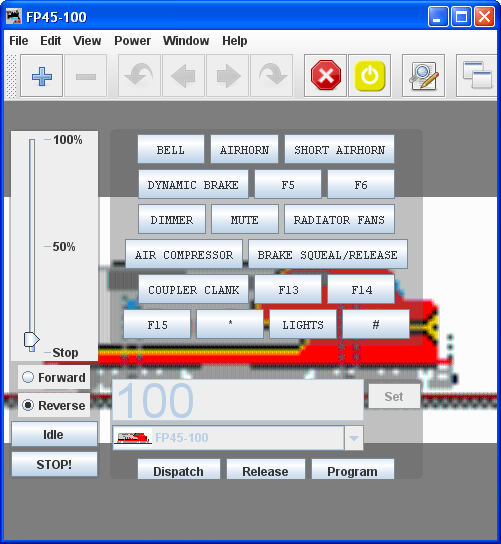 FP45-100
File Edit View Power Window Help
100%
50%
Stop
Forward
Reverse
Idle
STOP!
BELL AIRHORN SHORT AIRHORN
DYNAMIC BRAKE F5 F6
DIMMER MUTE RADIATOR FANS
AIR COMPRESSOR BRAKE SQUEAL/RELEASE
COUPLER CLANK F13 F14
F15 * LIGHTS #
100 Set
FP45-100
Dispatch Release Program